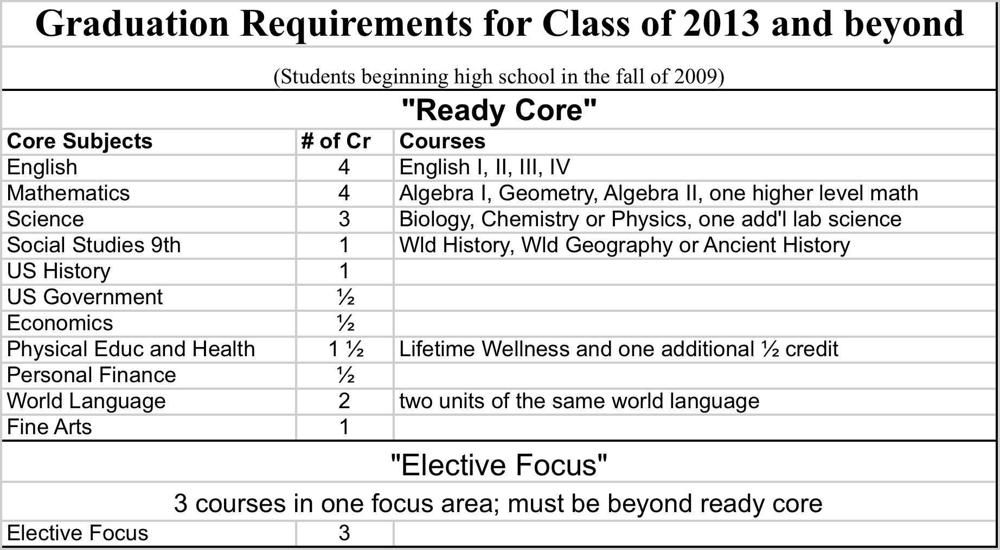 Graduation Requirements for Class of 2013 and beyond
(Students beginning high school in the fall of 2009)
"Ready Core"
Core Subjects # of Cr Courses
English 4 English I, II, III, IV
Mathematics 4 Algebra I, Geometry, Algebra II, one higher level math
Science 3 Biology, Chemistry or Physics, one add'l lab science
Social Studies 9th 1 Wld History, Wld Geography or Ancient History
US History 1
US Government ½
Economics ½
Physical Educ and Health 1 ½ Lifetime Wellness and one additional ½ credit
Personal Finance ½
World Language 2 two units of the same world language
Fine Arts 1
"Elective Focus"
3 courses in one focus area; must be beyond ready core
Elective Focus 3